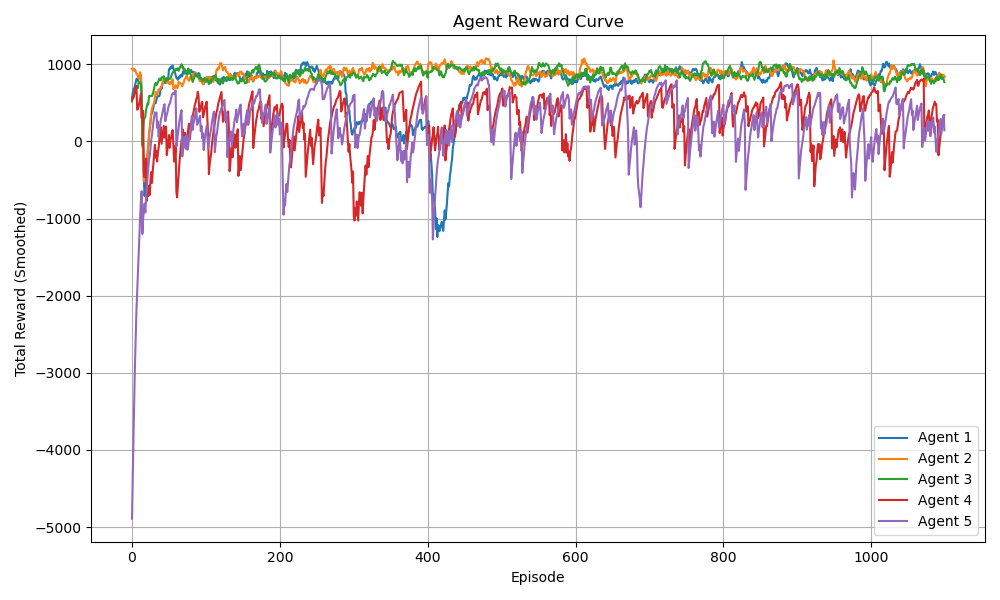 Agent Reward Curve
1000
0
−1000
−2000
−3000
−4000
−5000
Total Reward (Smoothed)
0 200 400 600 800 1000
Episode
Agent 1
Agent 2
Agent 3
Agent 4
Agent 5